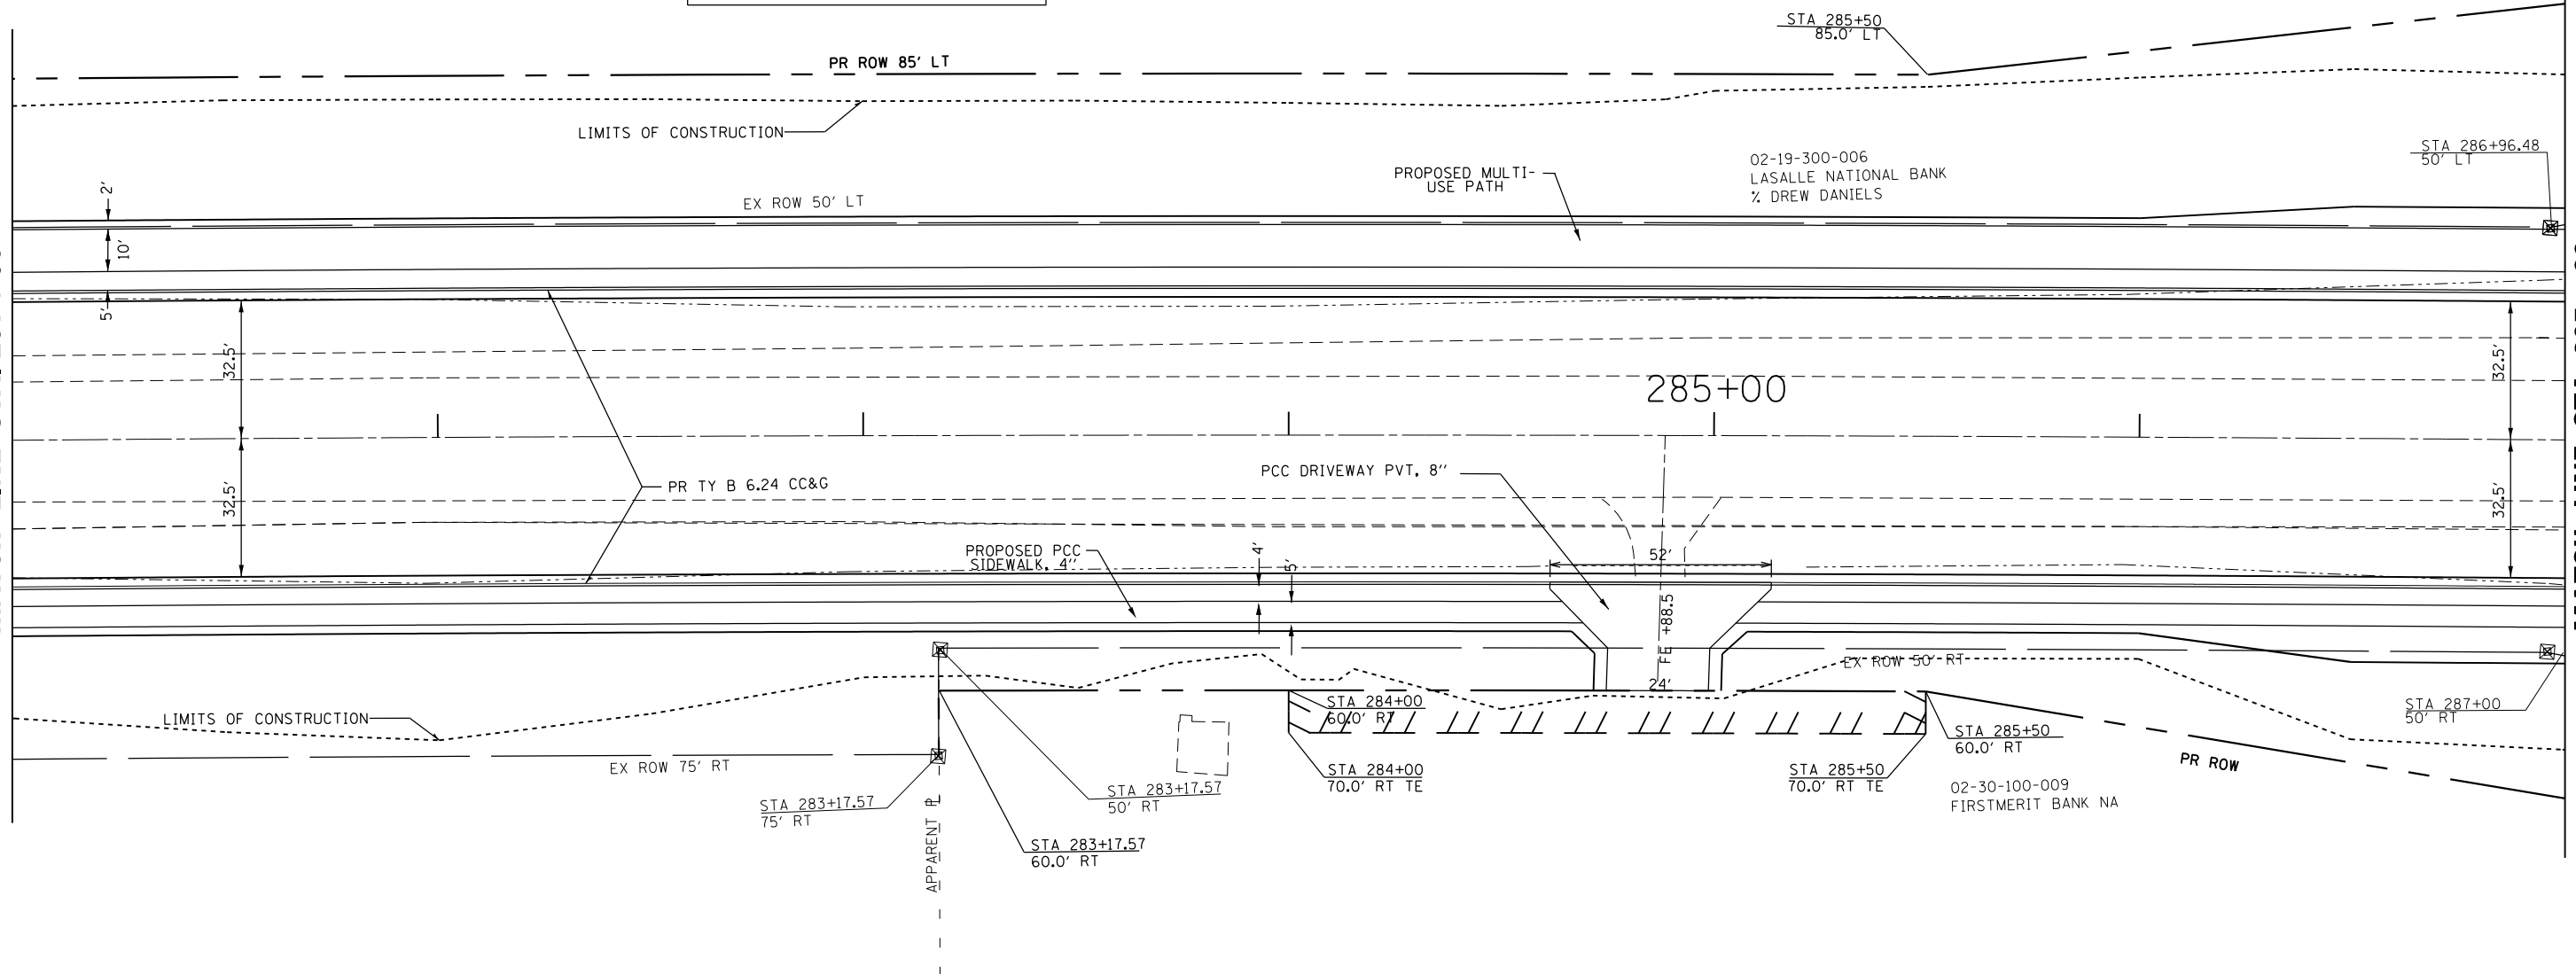 STA 285+50
85.0' LT
PR ROW 85' LT
LIMITS OF CONSTRUCTION
PROPOSED MULTI-
USE PATH
02-19-300-006
LASALLE NATIONAL BANK
% DREW DANIELS
STA 286+96.48
50' LT
EX ROW 50' LT
2'
10'
5'
32.5'
32.5'
285+00
32.5'
32.5'
PR TY B 6.24 CC&G
PCC DRIVEWAY PVT, 8"
PROPOSED PCC
SIDEWALK, 4"
4'
5'
52'
FE +88.5
24'
EX ROW 50' RT
LIMITS OF CONSTRUCTION
EX ROW 75' RT
STA 284+00
60.0' RT
STA 284+00
70.0' RT TE
STA 285+50
60.0' RT
STA 285+50
70.0' RT TE
STA 287+00
50' RT
PR ROW
02-30-100-009
FIRSTMERIT BANK NA
STA 283+17.57
75' RT
STA 283+17.57
50' RT
STA 283+17.57
60.0' RT
APPARENT